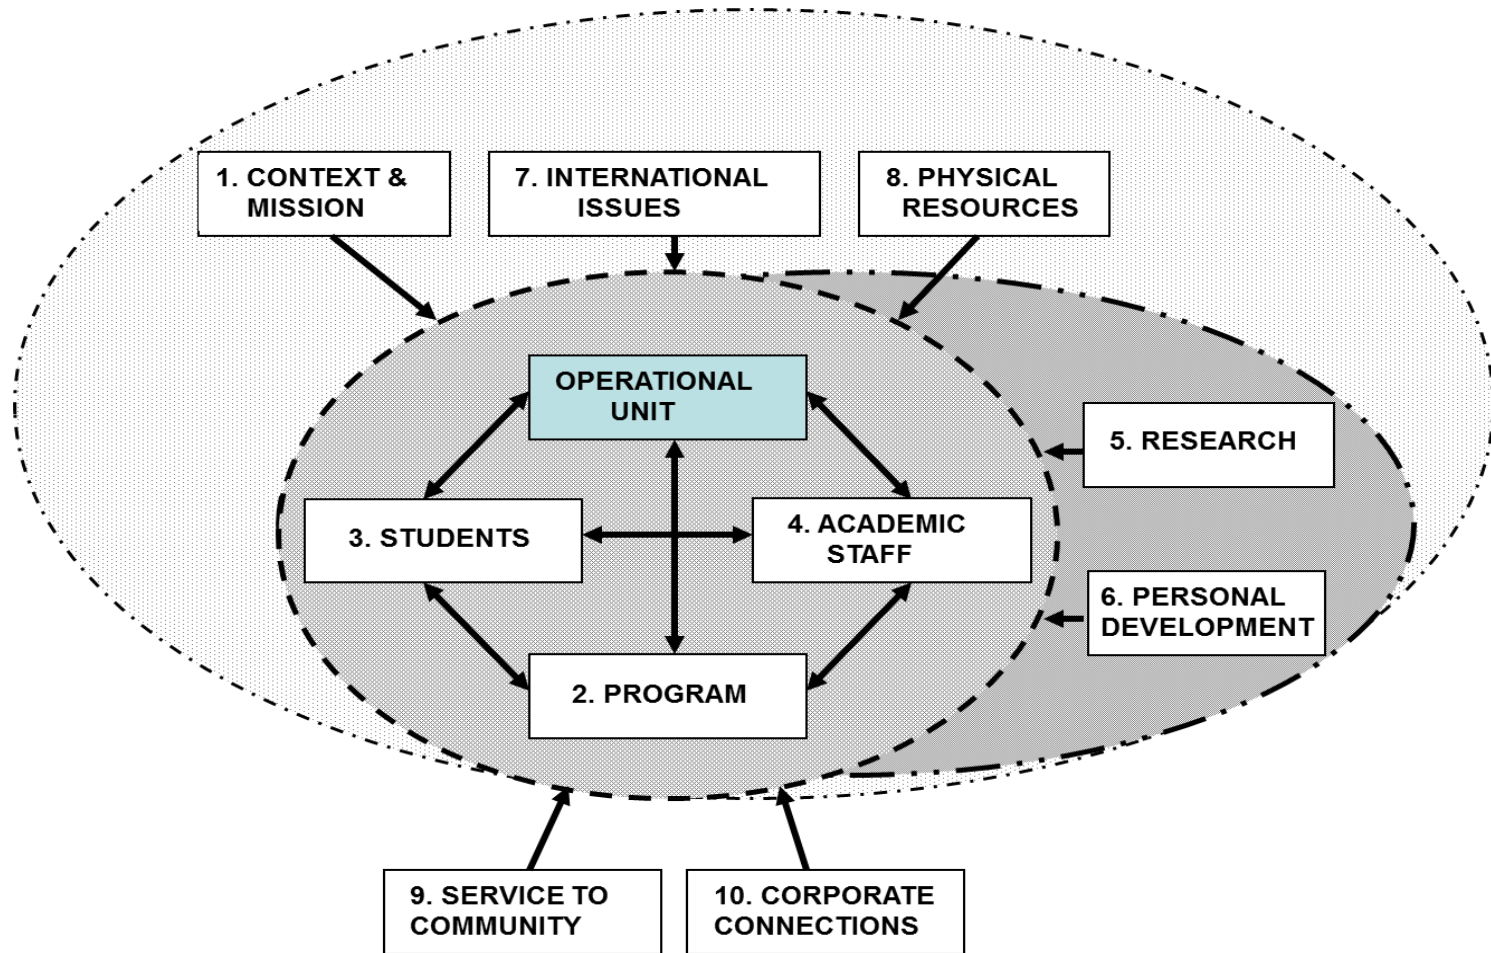 1. CONTEXT &
MISSION
7. INTERNATIONAL
ISSUES
8. PHYSICAL
RESOURCES
OPERATIONAL
UNIT
5. RESEARCH
3. STUDENTS
4. ACADEMIC
STAFF
6. PERSONAL
DEVELOPMENT
2. PROGRAM
9. SERVICE TO
COMMUNITY
10. CORPORATE
CONNECTIONS